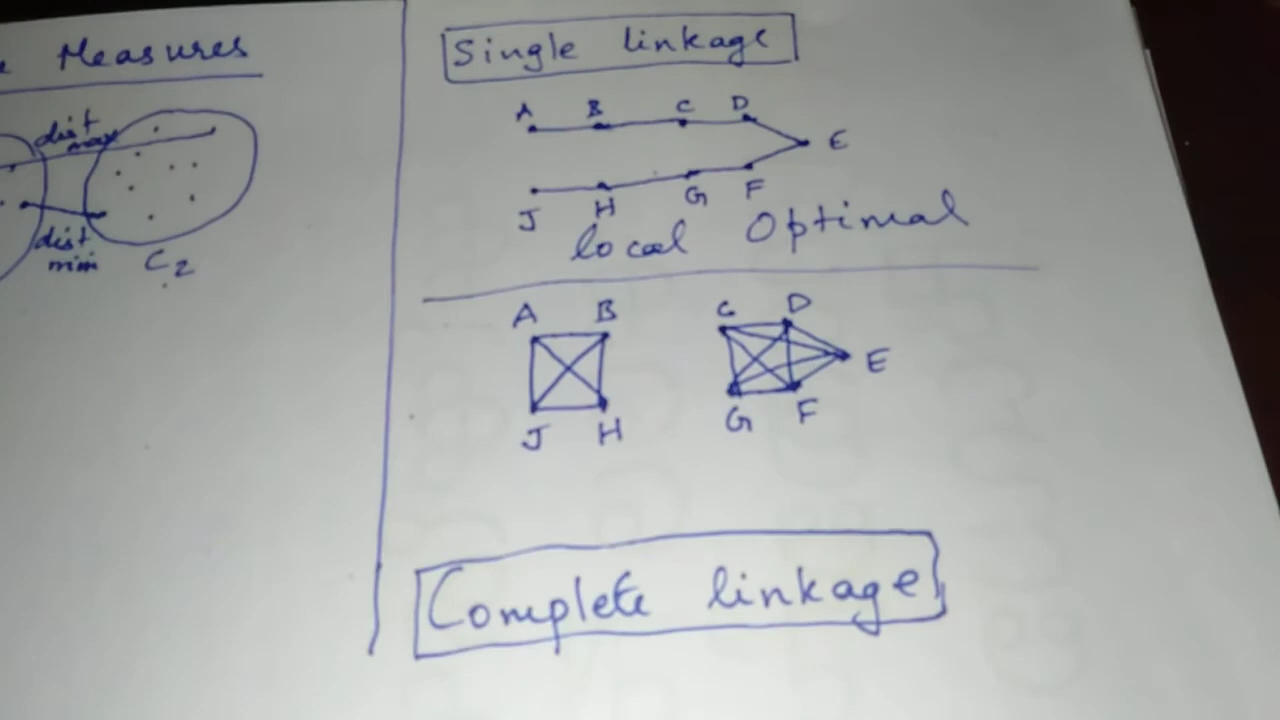 Measures
dist
max
dist
min
C2
Single linkage
A B C D
E
J H G F
local Optimal
A B C D
E
J H G F
Complete linkage